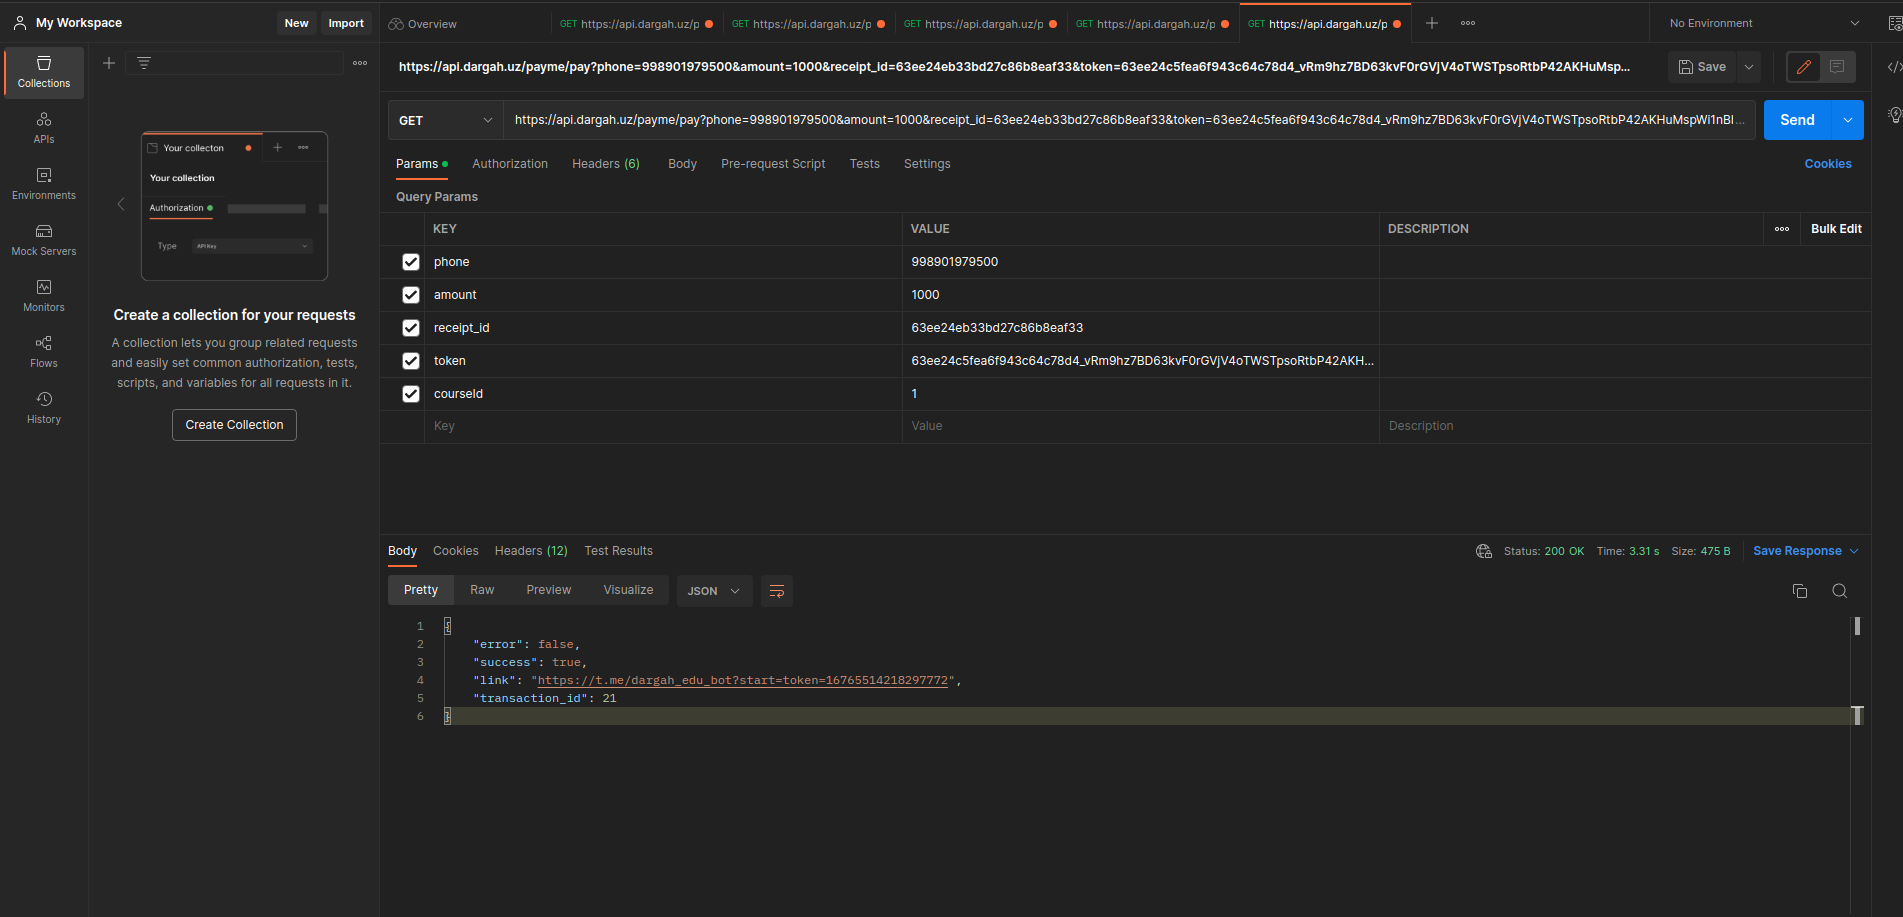 My Workspace
New
Import
Overview
GET https://api.dargah.uz/p
GET https://api.dargah.uz/p
GET https://api.dargah.uz/p
GET https://api.dargah.uz/p
GET https://api.dargah.uz/p
No Environment
Collections
APIs
Environments
Mock Servers
Monitors
Flows
History
Your collecton
Your collection
Authorization
Type
API Key
Create a collection for your requests
A collection lets you group related requests
and easily set common authorization, tests,
scripts, and variables for all requests in it.
Create Collection
https://api.dargah.uz/payme/pay?phone=998901979500&amount=1000&receipt_id=63ee24eb33bd27c86b8eaf33&token=63ee24c5fea6f943c64c78d4_vRm9hz7BD63kvF0rGVjV4oTWSTpsoRtbP42AKHuMsp...
Save
GET
https://api.dargah.uz/payme/pay?phone=998901979500&amount=1000&receipt_id=63ee24eb33bd27c86b8eaf33&token=63ee24c5fea6f943c64c78d4_vRm9hz7BD63kvF0rGVjV4oTWSTpsoRtbP42AKHuMspWi1nBI...
Send
Params
Authorization
Headers (6)
Body
Pre-request Script
Tests
Settings
Cookies
Query Params
KEY VALUE DESCRIPTION Bulk Edit
phone 998901979500
amount 1000
receipt_id 63ee24eb33bd27c86b8eaf33
token 63ee24c5fea6f943c64c78d4_vRm9hz7BD63kvF0rGVjV4oTWSTpsoRtbP42AKH...
courseId 1
Key Value Description
Body
Cookies
Headers (12)
Test Results
Status: 200 OK Time: 3.31 s Size: 475 B
Save Response
Pretty
Raw
Preview
Visualize
JSON
1 {
2 "error": false,
3 "success": true,
4 "link": "https://t.me/dargah_edu_bot?start=token=16765514218297772",
5 "transaction_id": 21
6 }